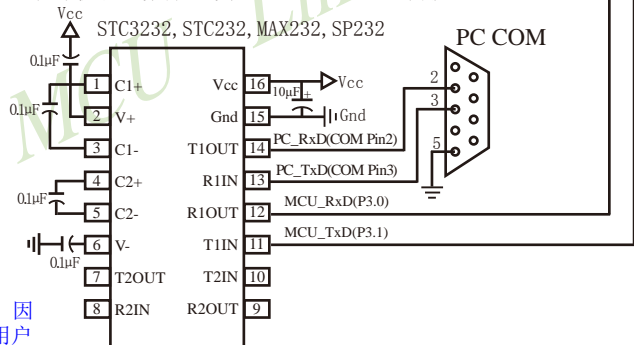 Vcc
STC3232, STC232, MAX232, SP232
PC COM
0.1μF
0.1μF
1 C1+
2 V+
3 C1-
4 C2+
5 C2-
6 V-
7 T2OUT
8 R2IN
0.1μF
0.1μF
Vcc 16
Gnd 15
T1OUT 14
R1IN 13
R1OUT 12
T1IN 11
T2IN 10
R2OUT 9
Vcc
10μF +
Gnd
PC_RxD(COM Pin2)
PC_TxD(COM Pin3)
MCU_RxD(P3.0)
MCU_TxD(P3.1)
2
3
5
因
用户
MCU